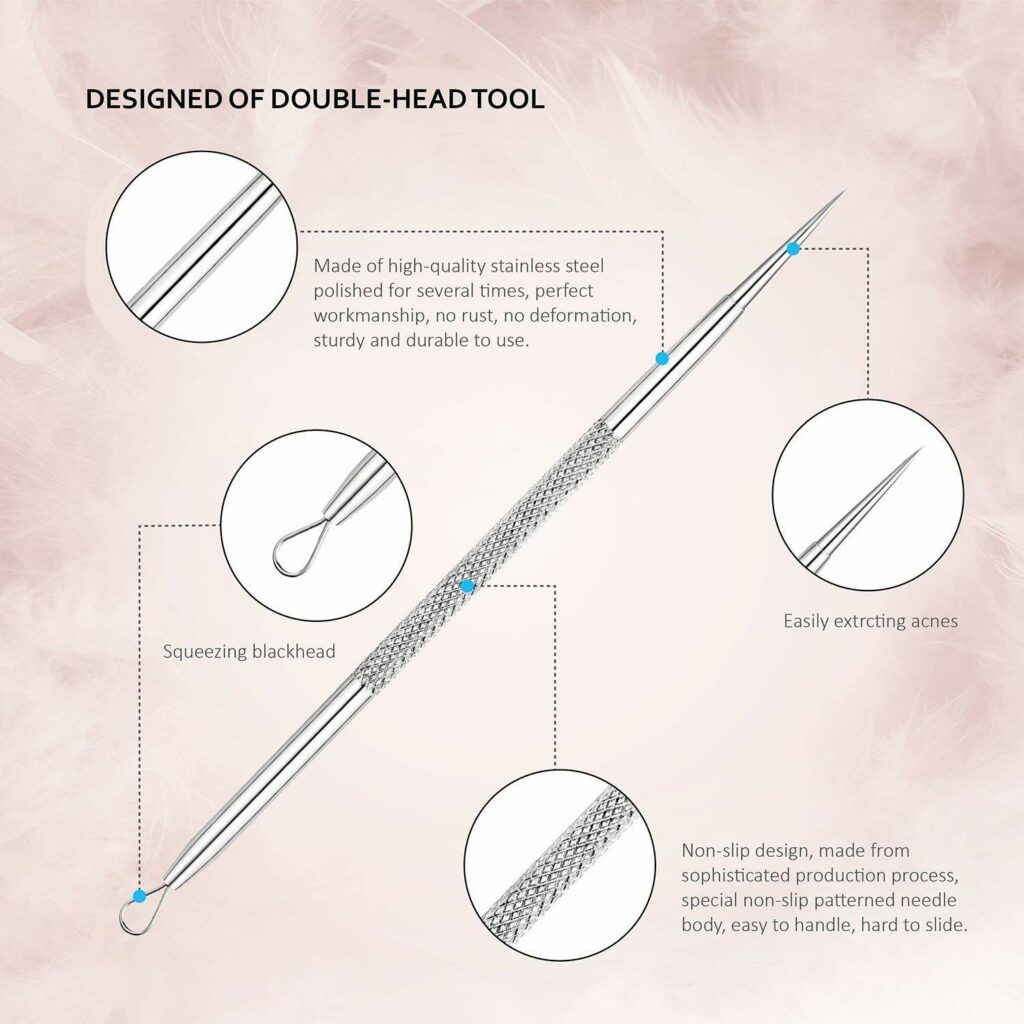 DESIGNED OF DOUBLE-HEAD TOOL
Made of high-quality stainless steel
polished for several times, perfect
workmanship, no rust, no deformation,
sturdy and durable to use.
Easily extrcting acnes
Squeezing blackhead
Non-slip design, made from
sophisticated production process,
special non-slip patterned needle
body, easy to handle, hard to slide.